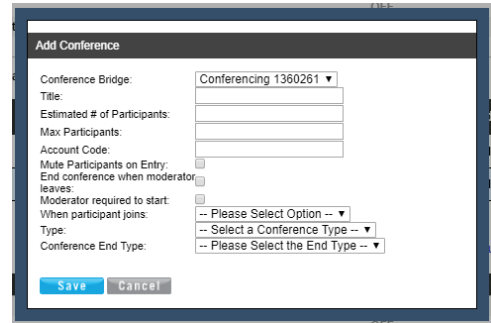 OFF
Add Conference
Conference Bridge: Conferencing 1360261
Title:
Estimated # of Participants:
Max Participants:
Account Code:
Mute Participants on Entry:
End conference when moderator
leaves:
Moderator required to start:
When participant joins: -- Please Select Option --
Type: -- Select a Conference Type --
Conference End Type: -- Please Select the End Type --
Save Cancel